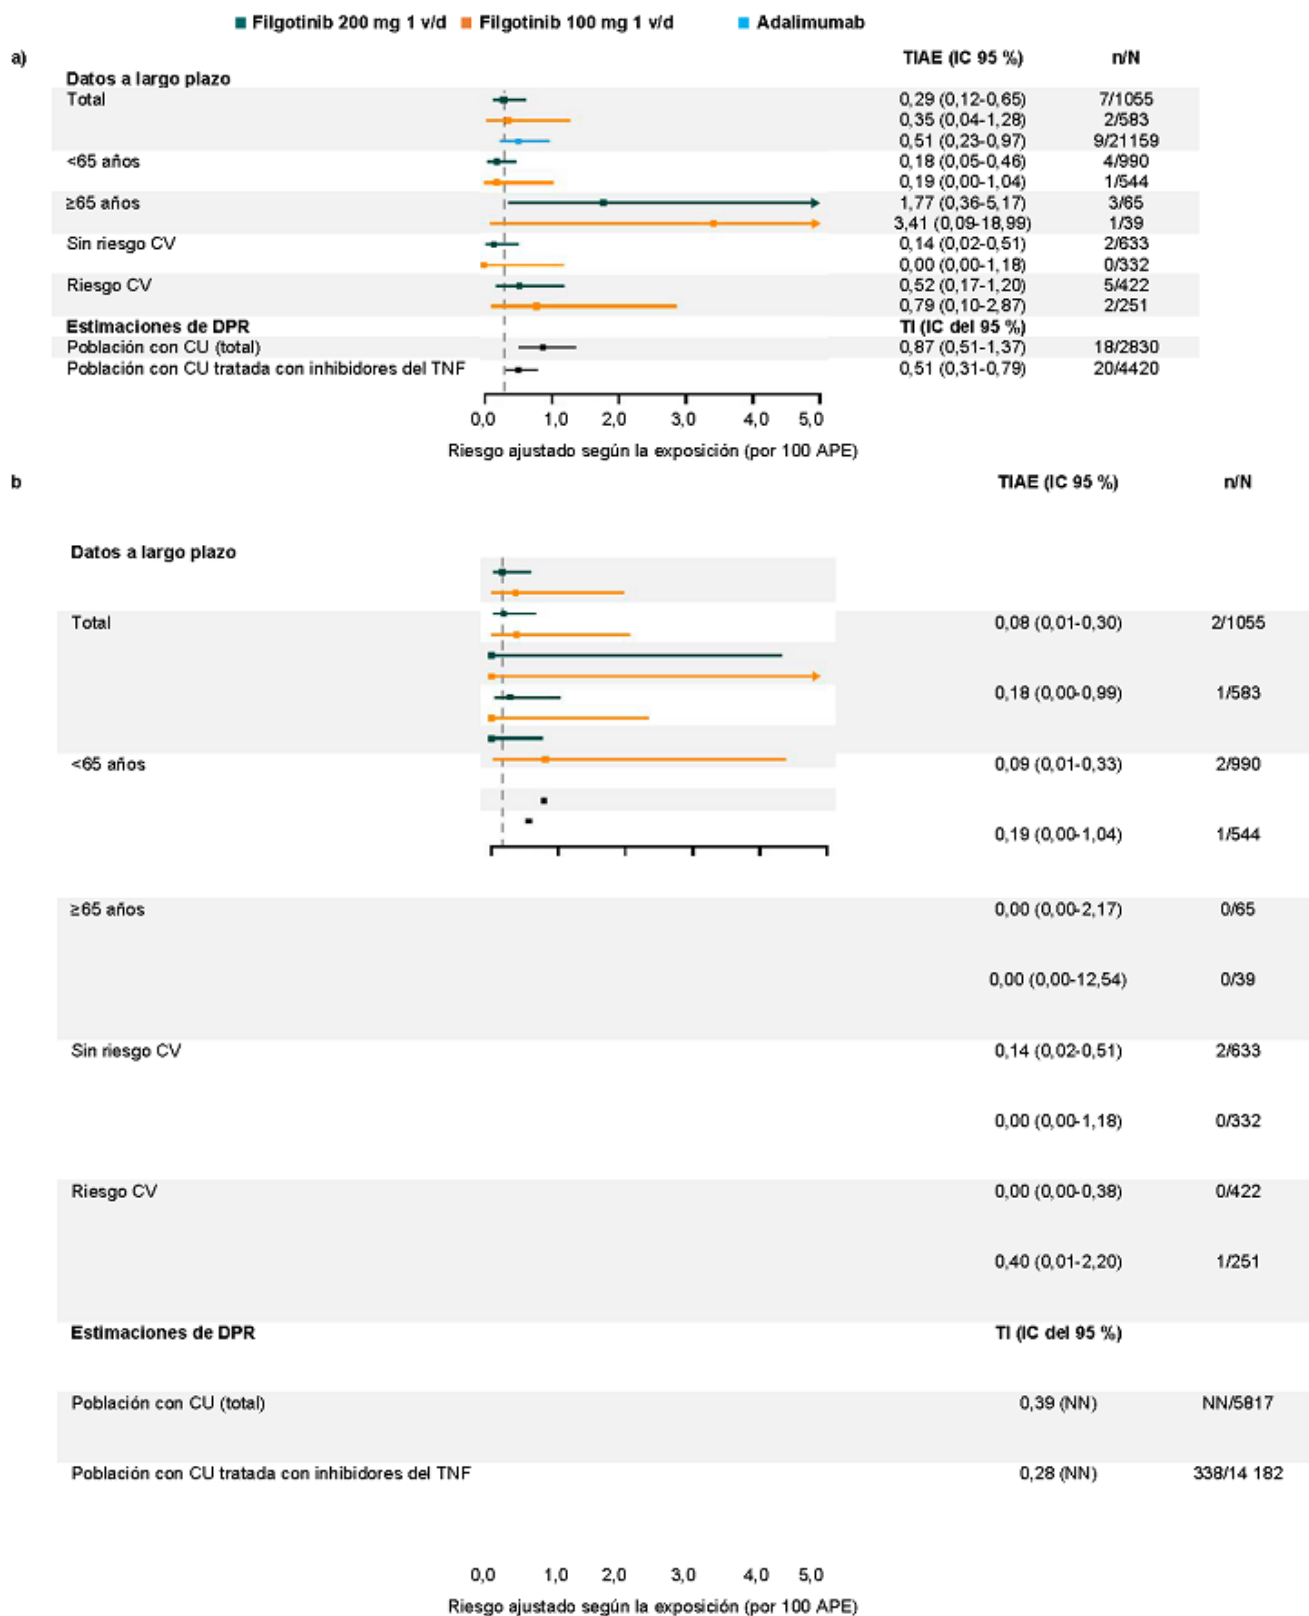 Filgotinib 200 mg 1 v/d Filgotinib 100 mg 1 v/d Adalimumab
a) TIAE (IC 95 %) n/N
Datos a largo plazo
Total 0,29 (0,12-0,65) 7/1055
0,35 (0,04-1,28) 2/583
0,51 (0,23-0,97) 9/21159
<65 años 0,18 (0,05-0,46) 4/990
0,19 (0,00-1,04) 1/544
≥65 años 1,77 (0,36-5,17) 3/65
3,41 (0,09-18,99) 1/39
Sin riesgo CV 0,14 (0,02-0,51) 2/633
0,00 (0,00-1,18) 0/332
Riesgo CV 0,52 (0,17-1,20) 5/422
0,79 (0,10-2,87) 2/251
Estimaciones de DPR TI (IC del 95 %)
Población con CU (total) 0,87 (0,51-1,37) 18/2830
Población con CU tratada con inhibidores del TNF 0,51 (0,31-0,79) 20/4420
0,0 1,0 2,0 3,0 4,0 5,0
Riesgo ajustado según la exposición (por 100 APE)
b TIAE (IC 95 %) n/N
Datos a largo plazo
Total 0,08 (0,01-0,30) 2/1055
0,18 (0,00-0,99) 1/583
<65 años 0,09 (0,01-0,33) 2/990
0,19 (0,00-1,04) 1/544
≥65 años 0,00 (0,00-2,17) 0/65
0,00 (0,00-12,54) 0/39
Sin riesgo CV 0,14 (0,02-0,51) 2/633
0,00 (0,00-1,18) 0/332
Riesgo CV 0,00 (0,00-0,38) 0/422
0,40 (0,01-2,20) 1/251
Estimaciones de DPR TI (IC del 95 %)
Población con CU (total) 0,39 (NN) NN/5817
Población con CU tratada con inhibidores del TNF 0,28 (NN) 338/14 182
0,0 1,0 2,0 3,0 4,0 5,0
Riesgo ajustado según la exposición (por 100 APE)